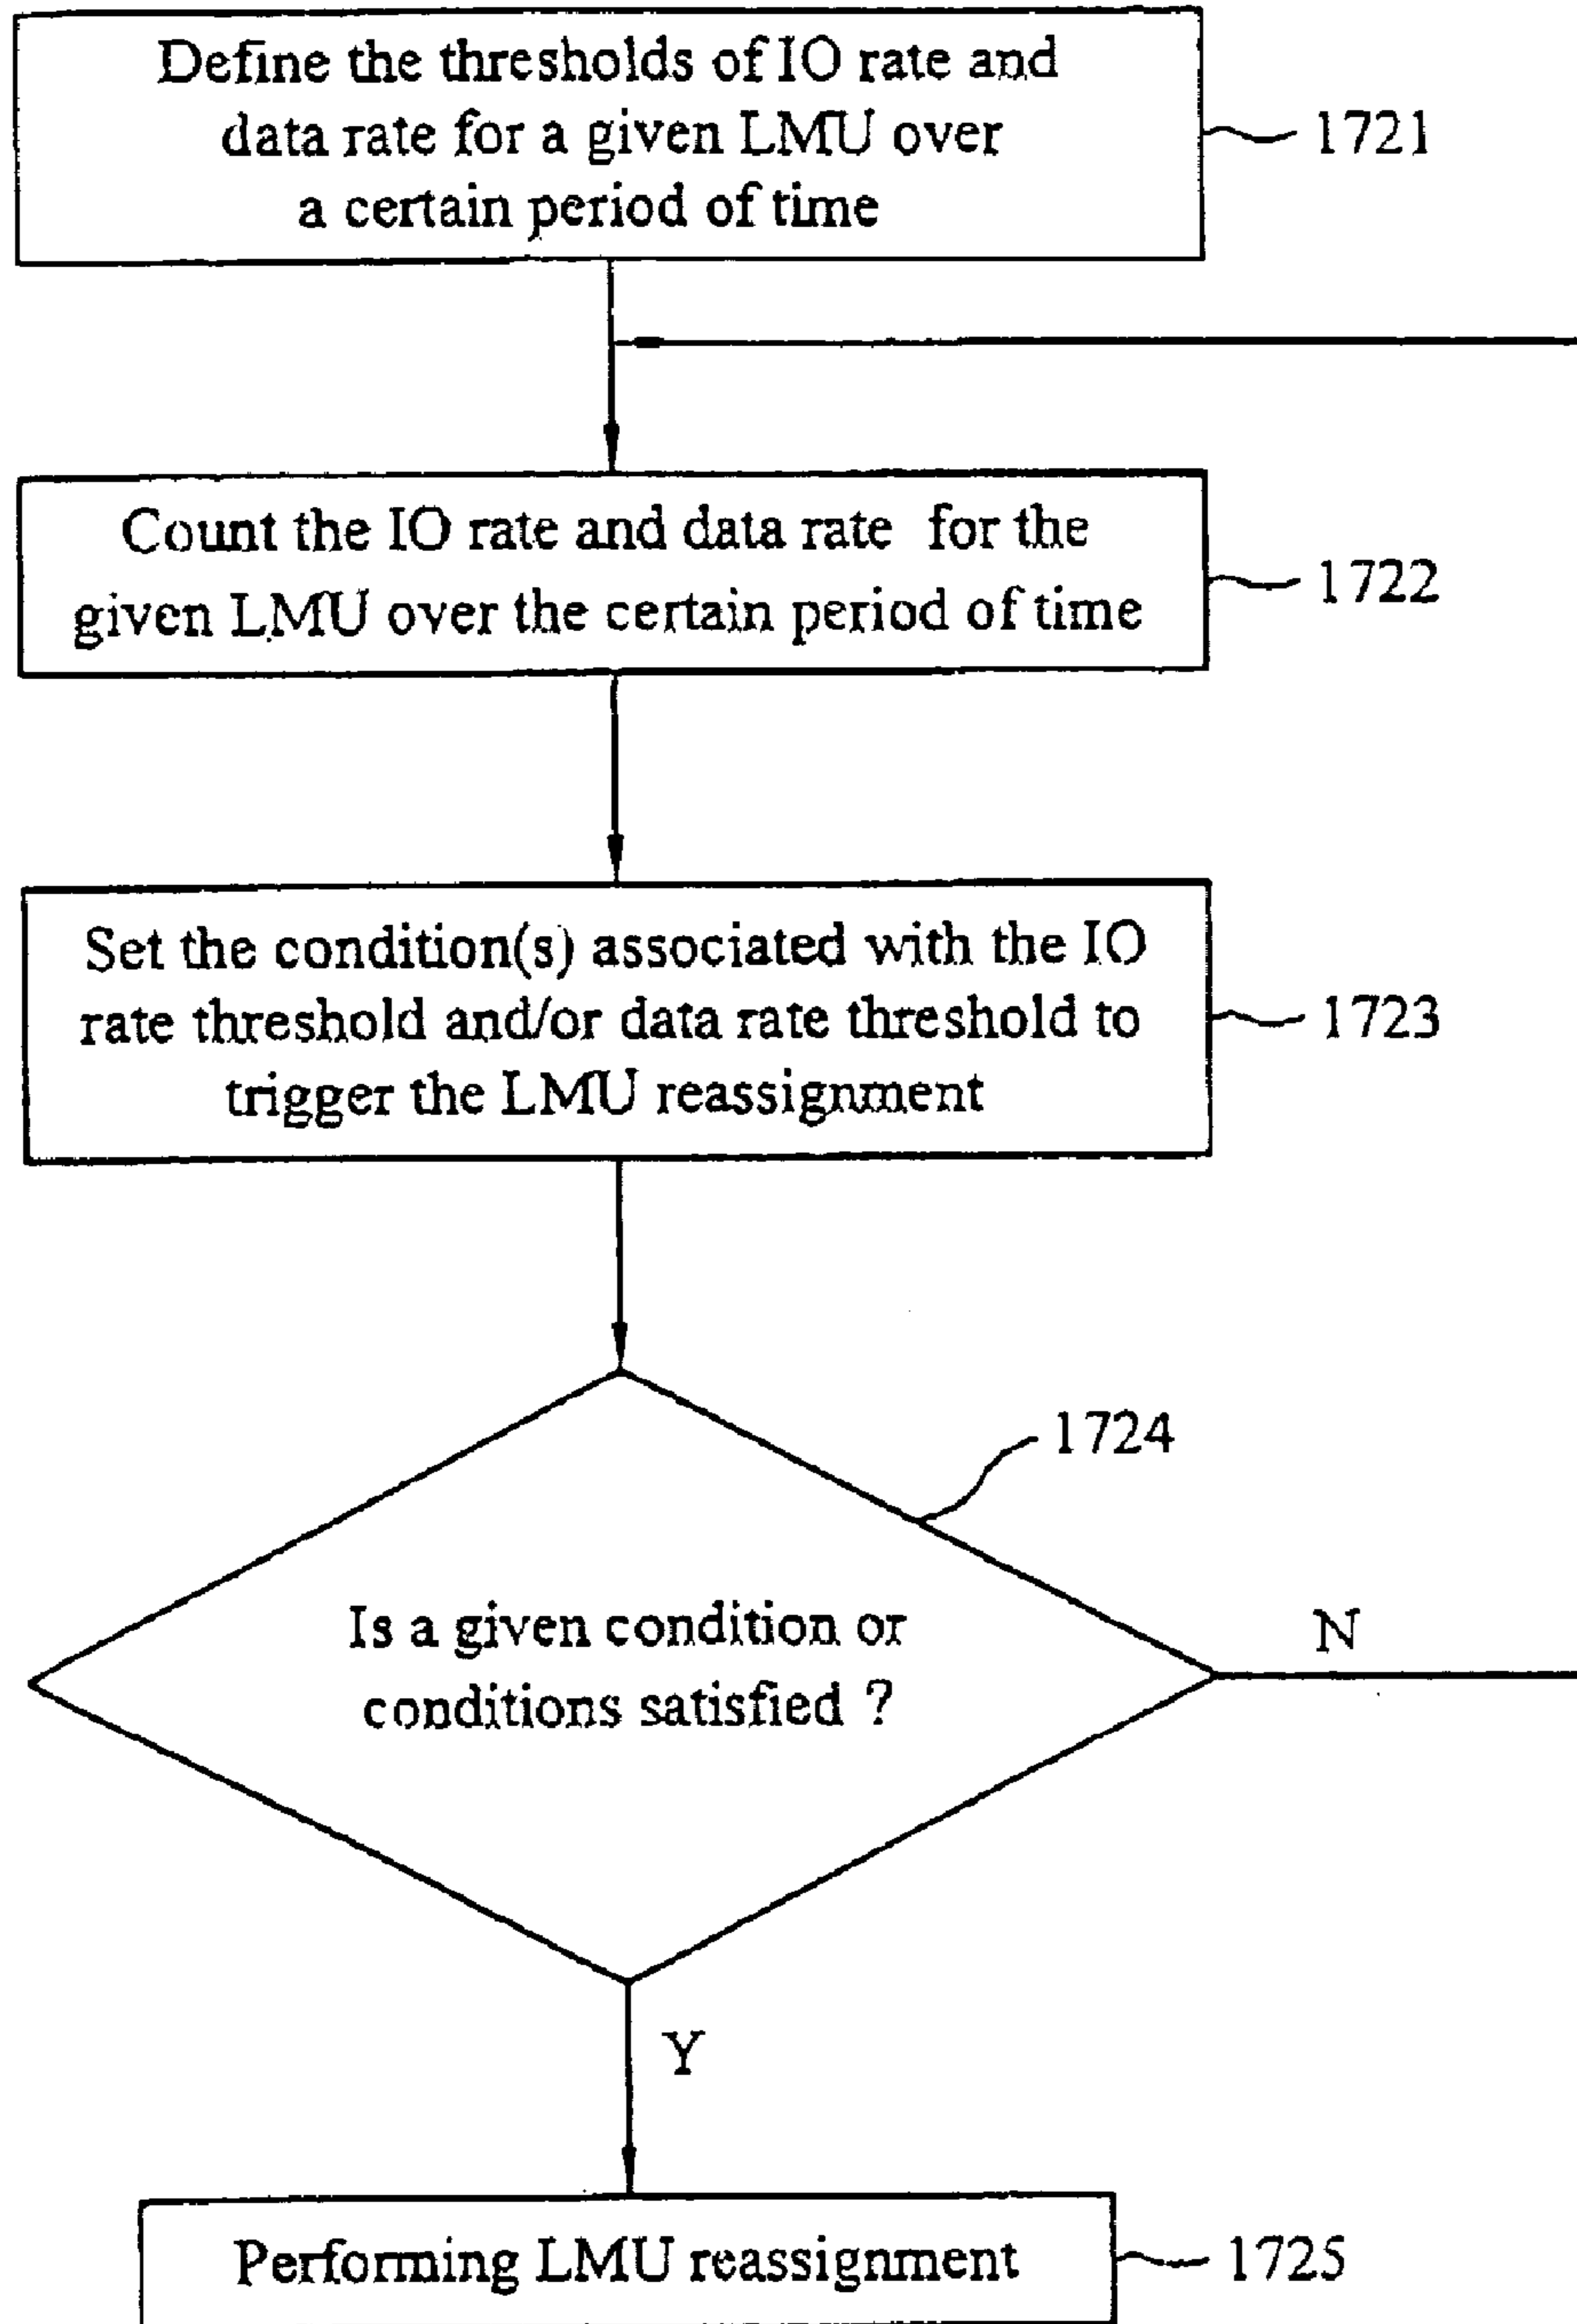 Define the thresholds of IO rate and
data rate for a given LMU over
a certain period of time
1721
Count the IO rate and data rate for the
given LMU over the certain period of time
1722
Set the condition(s) associated with the IO
rate threshold and/or data rate threshold to
trigger the LMU reassignment
1723
1724
Is a given condition or
conditions satisfied ?
N
Y
Performing LMU reassignment
1725